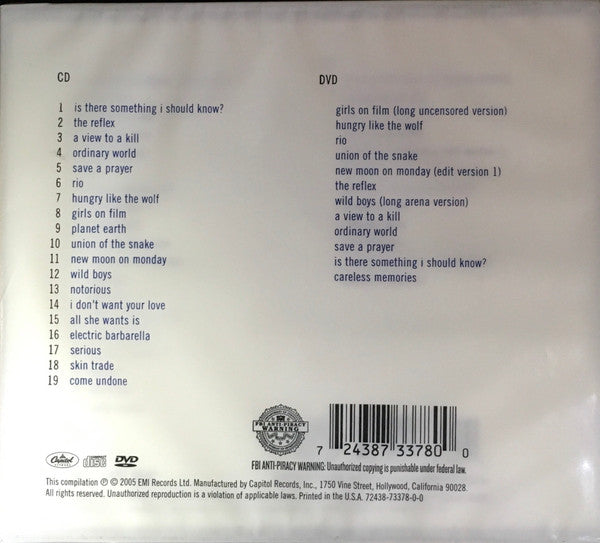 CD
1 is there something i should know?
2 the reflex
3 a view to a kill
4 ordinary world
5 save a prayer
6 rio
7 hungry like the wolf
8 girls on film
9 planet earth
10 union of the snake
11 new moon on monday
12 wild boys
13 notorious
14 i don't want your love
15 all she wants is
16 electric barbarella
17 serious
18 skin trade
19 come undone
DVD
girls on film (long uncensored version)
hungry like the wolf
rio
union of the snake
new moon on monday (edit version 1)
the reflex
wild boys (long arena version)
a view to a kill
ordinary world
save a prayer
is there something i should know?
careless memories
FBI ANTI-PIRACY
WARNING
7 24387 33780 0
FBI ANTI-PIRACY WARNING: Unauthorized copying is punishable under federal law.
Capitol
disc
DVD
This compilation ℗ © 2005 EMI Records Ltd. Manufactured by Capitol Records, Inc., 1750 Vine Street, Hollywood, California 90028.
All rights reserved. Unauthorized reproduction is a violation of applicable laws. Printed in the U.S.A. 72438-73378-0-0